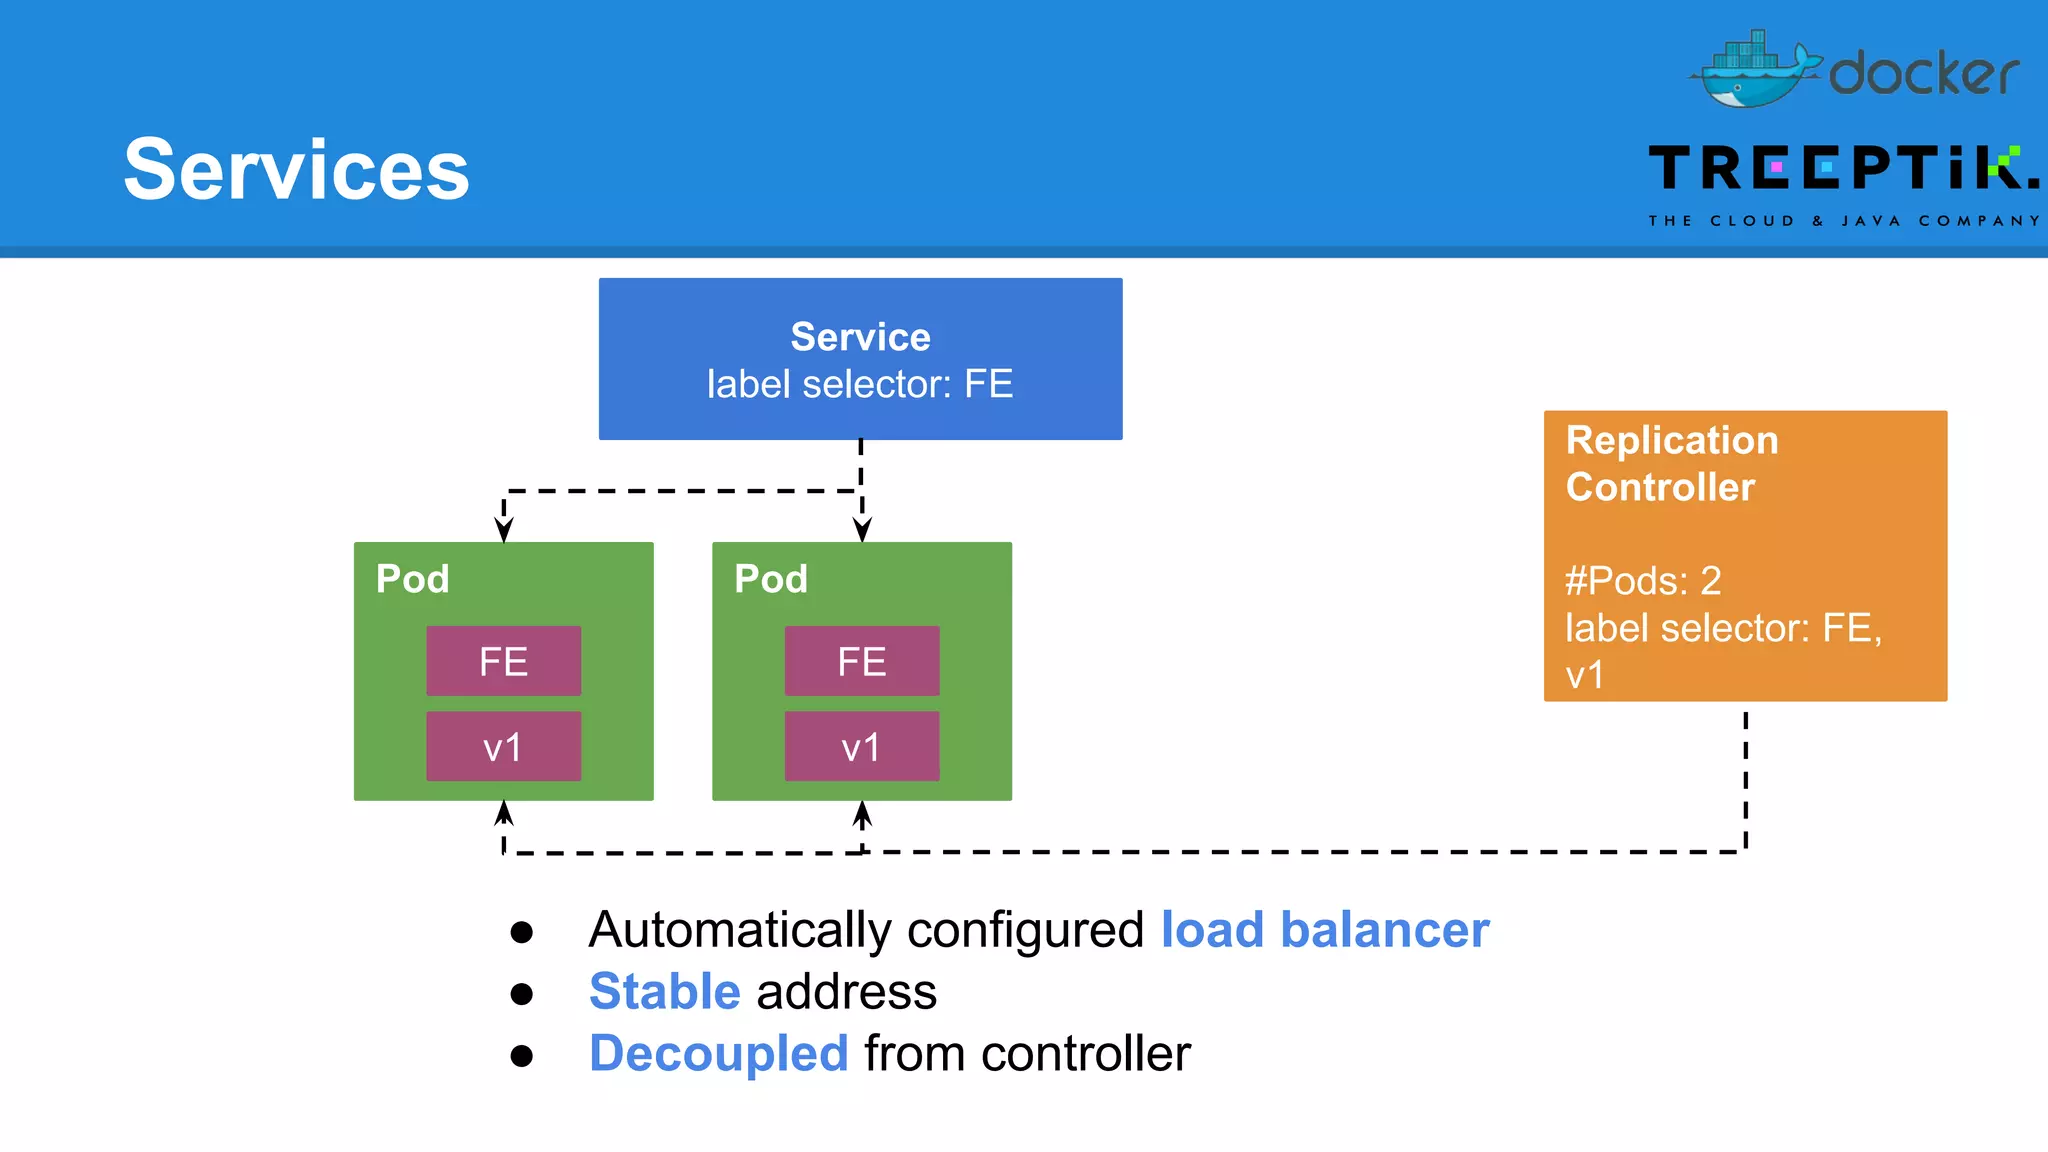 docker
TREEPTiK.
THE CLOUD & JAVA COMPANY
Services
Service
label selector: FE
Replication
Controller
#Pods: 2
label selector: FE,
v1
Pod
FE
v1
Pod
FE
v1
● Automatically configured load balancer
● Stable address
● Decoupled from controller